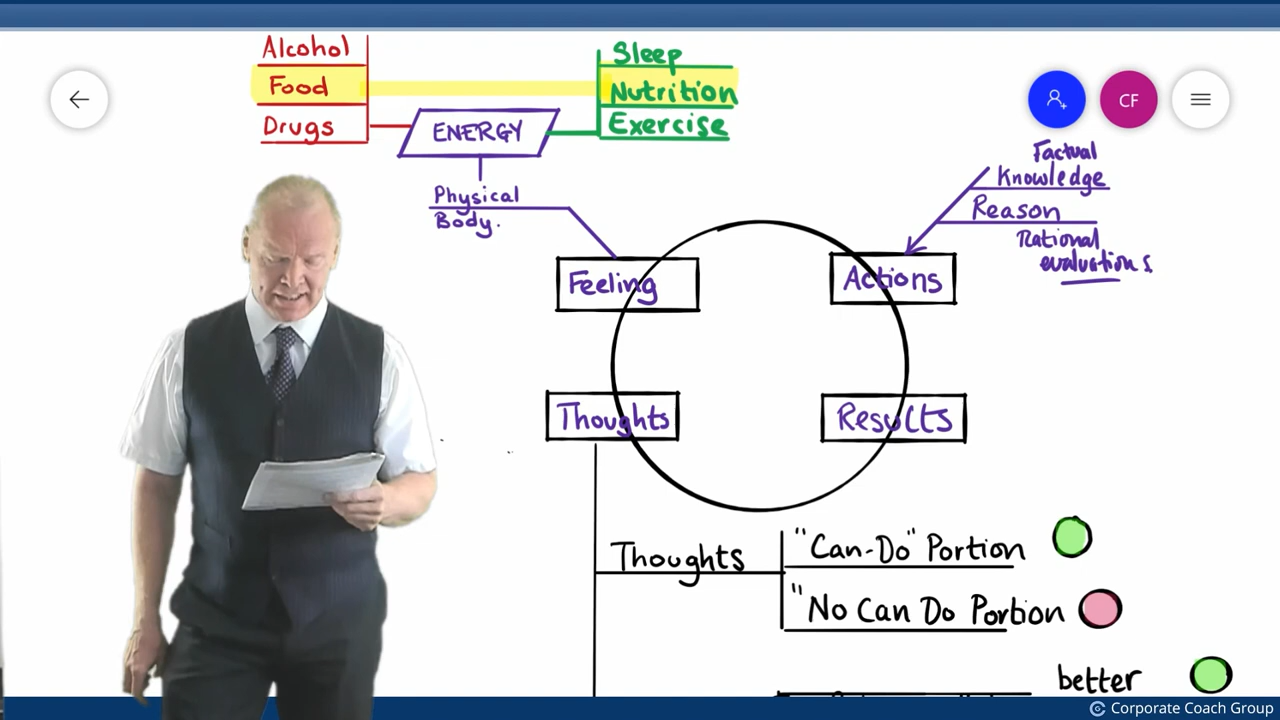 Alcohol
Food
Drugs
Sleep
Nutrition
Exercise
ENERGY
Physical
Body.
CF
Factual
Knowledge
Reason
Rational
evaluations
Feeling
Actions
Thoughts
Results
Thoughts
"Can-Do" Portion
"No Can Do Portion
better
Corporate Coach Group